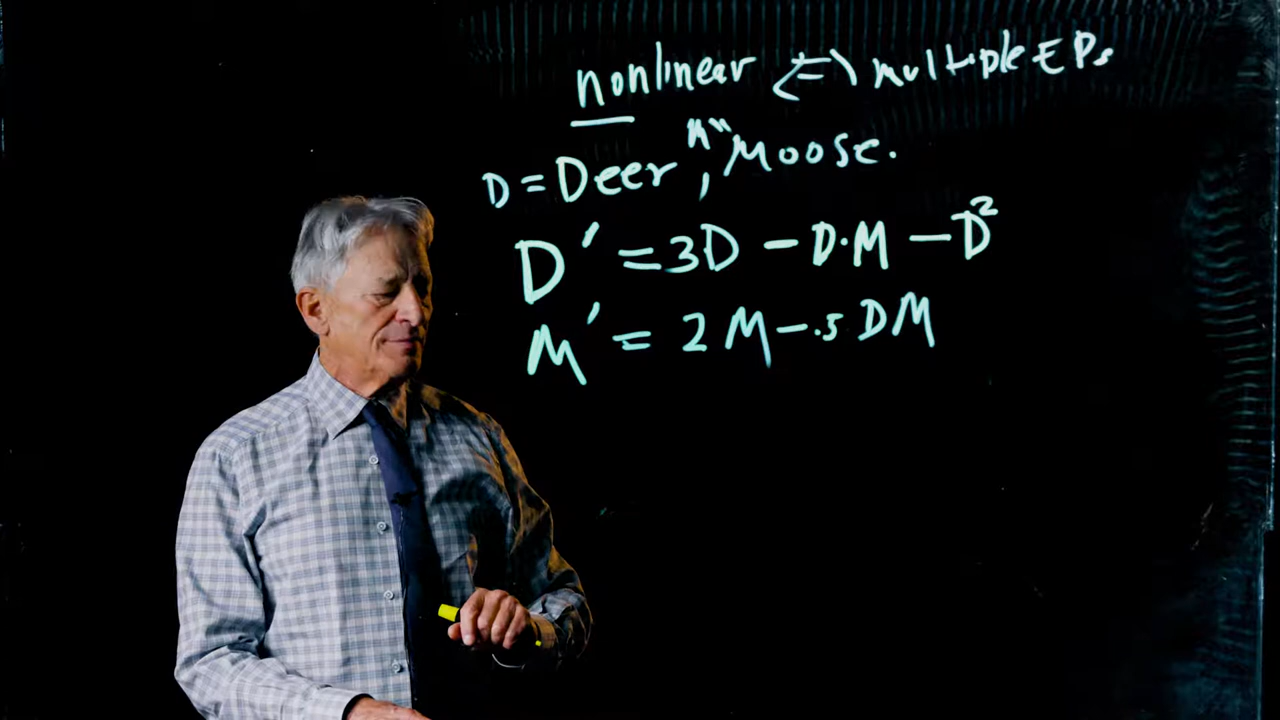 nonlinear <=> multiple EPs
D = Deer, "M" Moose.
D' = 3D - D·M - D²
M' = 2M - .5 DM